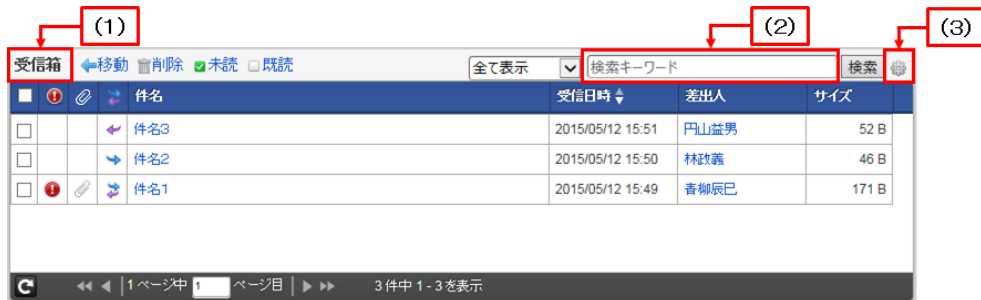 (1) (2) (3)
受信箱 移動 削除 未読 既読 全て表示 検索キーワード 検索
件名 受信日時 差出人 サイズ
件名3 2015/05/12 15:51 円山益男 52 B
件名2 2015/05/12 15:50 林政義 46 B
件名1 2015/05/12 15:49 青柳辰巳 171 B
1 ページ中 1 ページ目 3 件中 1 - 3 を表示